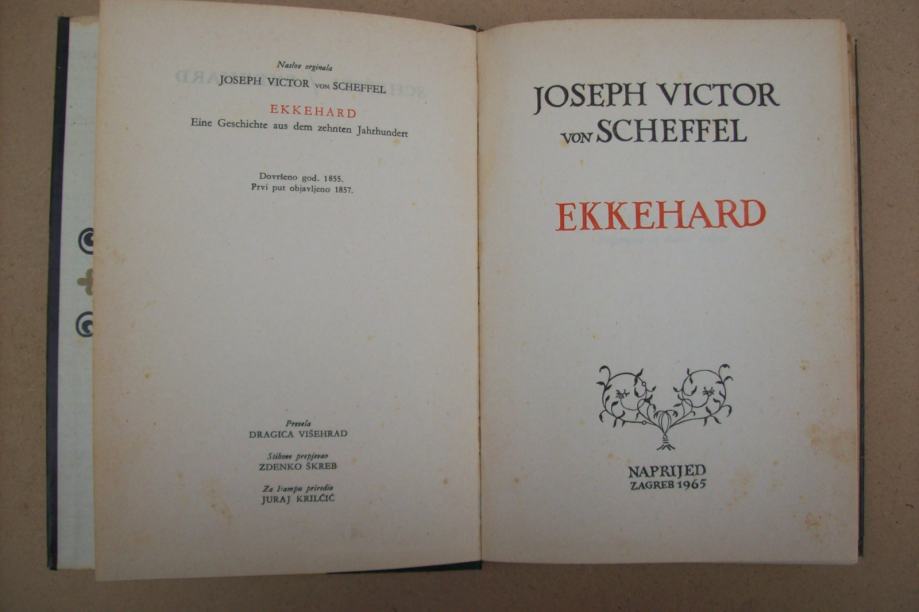 Naslov orginala
JOSEPH VICTOR VON SCHEFFEL
EKKEHARD
Eine Geschichte aus dem zehnten Jahrhundert
Dovršeno god. 1855.
Prvi put objavljeno 1857.
Prevela
DRAGICA VIŠEHRAD
Stihove prepjevao
ZDENKO ŠKREB
Za štampu priredio
JURAJ KRILČIĆ
JOSEPH VICTOR
VON SCHEFFEL
EKKEHARD
NAPRIJED
ZAGREB 1965